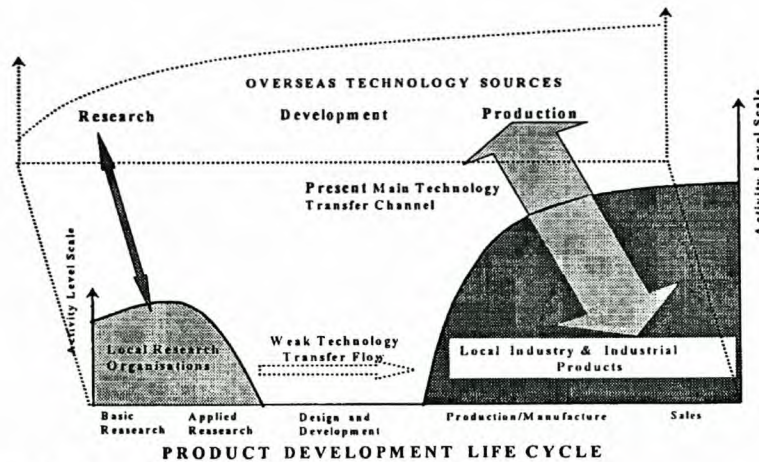 OVERSEAS TECHNOLOGY SOURCES
Research
Development
Production
Present Main Technology
Transfer Channel
Activity Level Scale
Activity Level Scale
Weak Technology
Transfer Flow
Local Research
Organisations
Local Industry & Industrial
Products
Basic
Reasearch
Applied
Reasearch
Design and
Development
Production/Manufacture
Sales
PRODUCT DEVELOPMENT LIFE CYCLE